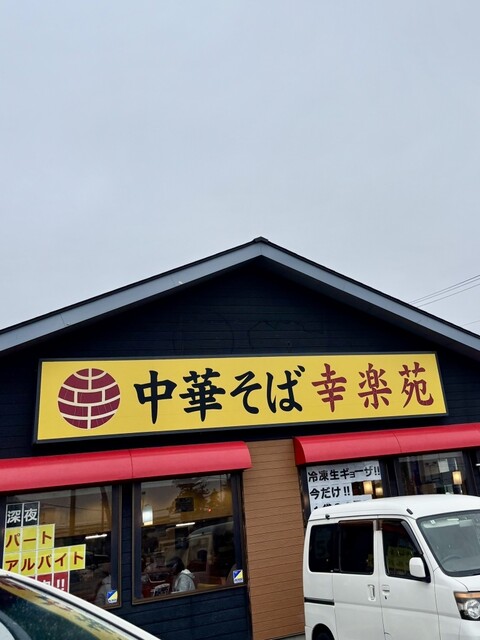 中華そば 幸楽苑
深夜
パート
アルバイト
!!
冷凍生ギョーザ!!
今だけ!!